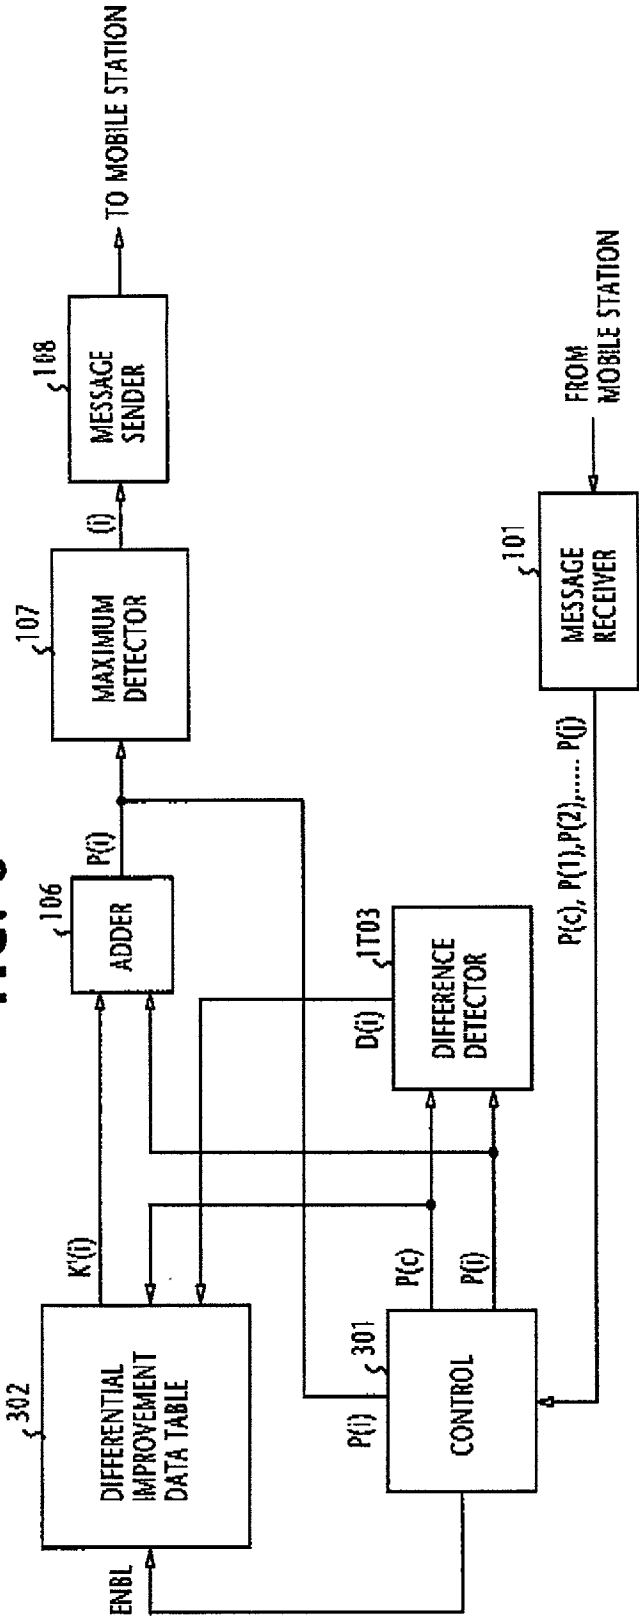 302
DIFFERENTIAL
IMPROVEMENT
DATA TABLE
ENBL
K'(i)
106
ADDER
P(i)
107
MAXIMUM
DETECTOR
(i)
108
MESSAGE
SENDER
TO MOBILE STATION
P(i)
301
CONTROL
P(c)
P(i)
D(i)
1T03
DIFFERENCE
DETECTOR
P(c), P(1),P(2),..... P(j)
101
MESSAGE
RECEIVER
FROM
MOBILE STATION